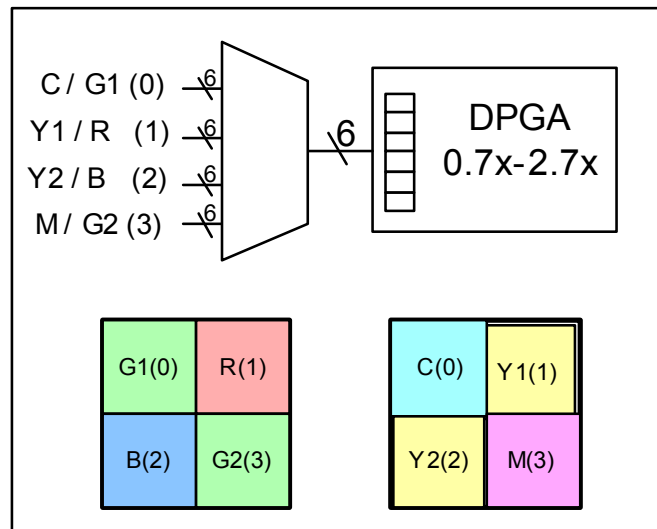 C / G1 (0)
6
Y1 / R (1)
6
Y2 / B (2)
6
M / G2 (3)
6
6
DPGA
0.7x-2.7x
G1(0)
R(1)
B(2)
G2(3)
C(0)
Y1(1)
Y2(2)
M(3)